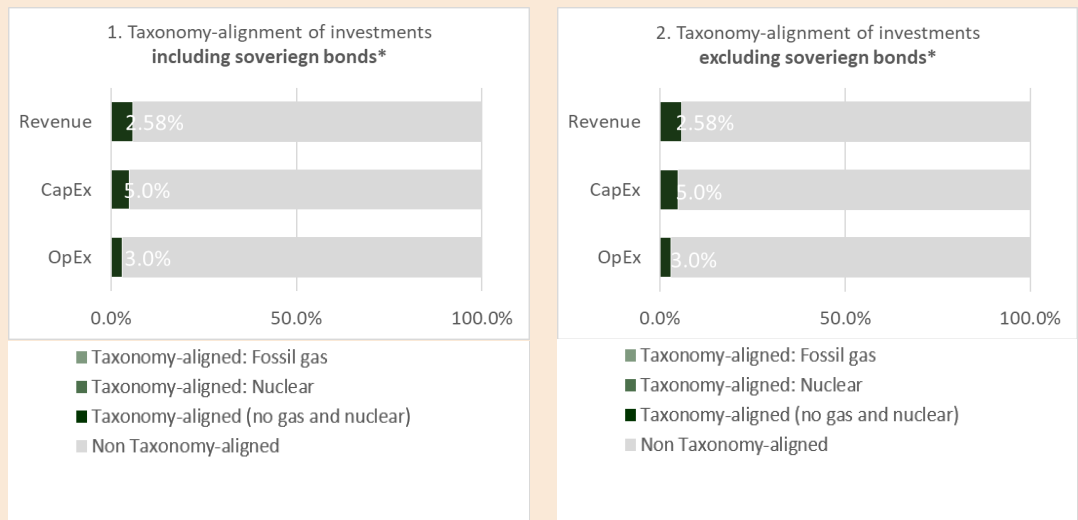 1. Taxonomy-alignment of investments
including soveriegn bonds*
Revenue
2.58%
CapEx
5.0%
OpEx
3.0%
0.0% 50.0% 100.0%
Taxonomy-aligned: Fossil gas
Taxonomy-aligned: Nuclear
Taxonomy-aligned (no gas and nuclear)
Non Taxonomy-aligned
2. Taxonomy-alignment of investments
excluding soveriegn bonds*
Revenue
2.58%
CapEx
5.0%
OpEx
3.0%
0.0% 50.0% 100.0%
Taxonomy-aligned: Fossil gas
Taxonomy-aligned: Nuclear
Taxonomy-aligned (no gas and nuclear)
Non Taxonomy-aligned